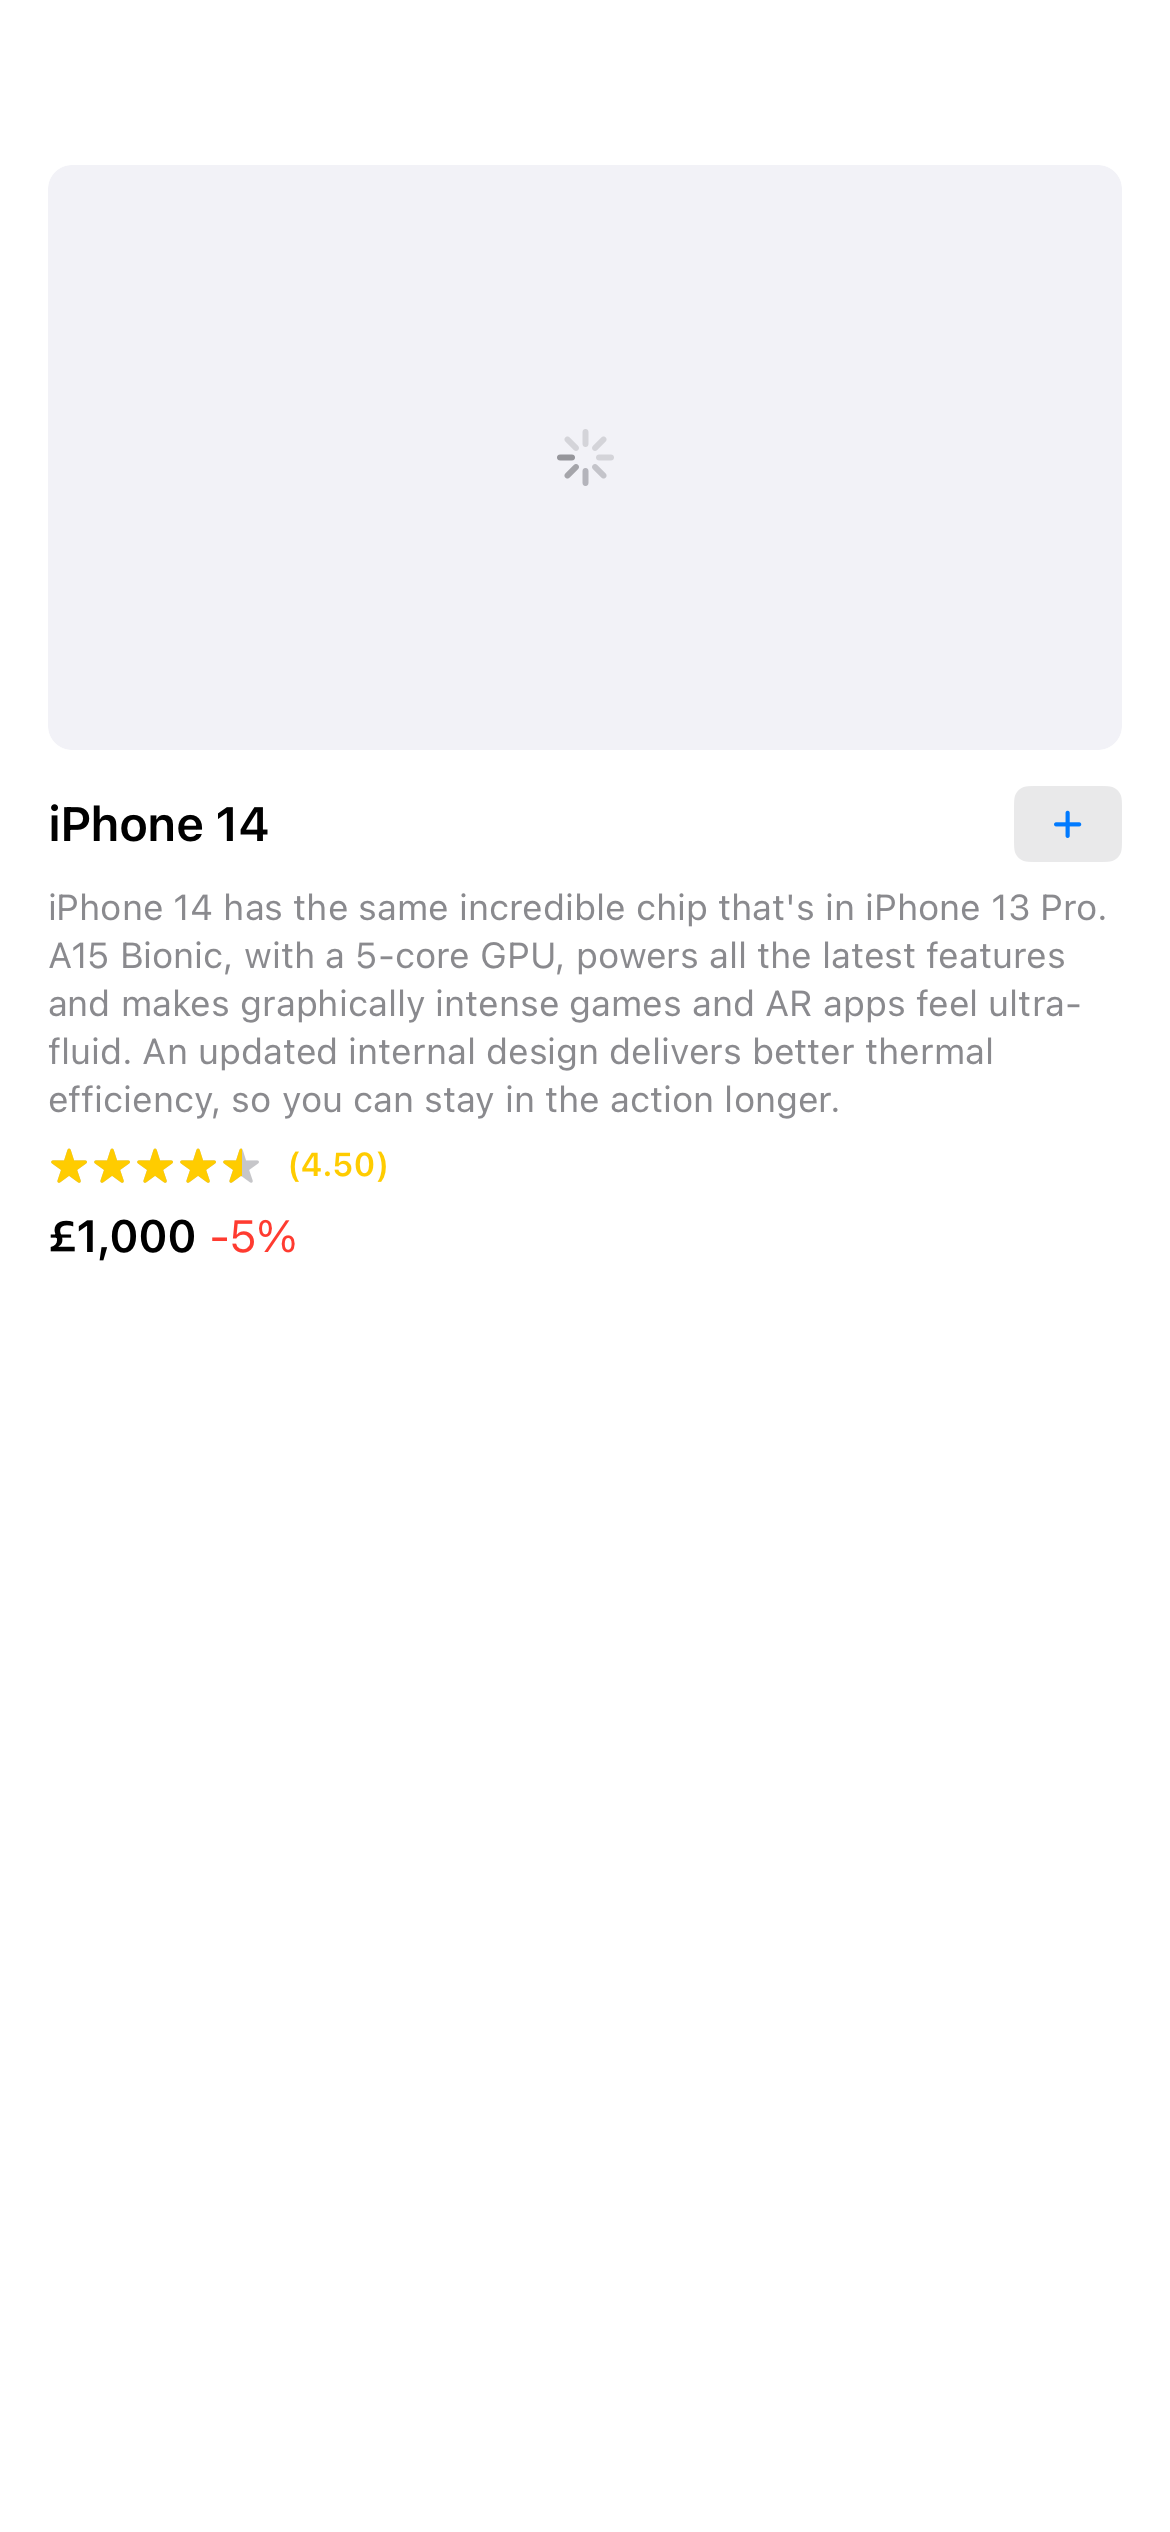 iPhone 14
iPhone 14 has the same incredible chip that's in iPhone 13 Pro.
A15 Bionic, with a 5-core GPU, powers all the latest features
and makes graphically intense games and AR apps feel ultra-
fluid. An updated internal design delivers better thermal
efficiency, so you can stay in the action longer.
(4.50)
£1,000 -5%